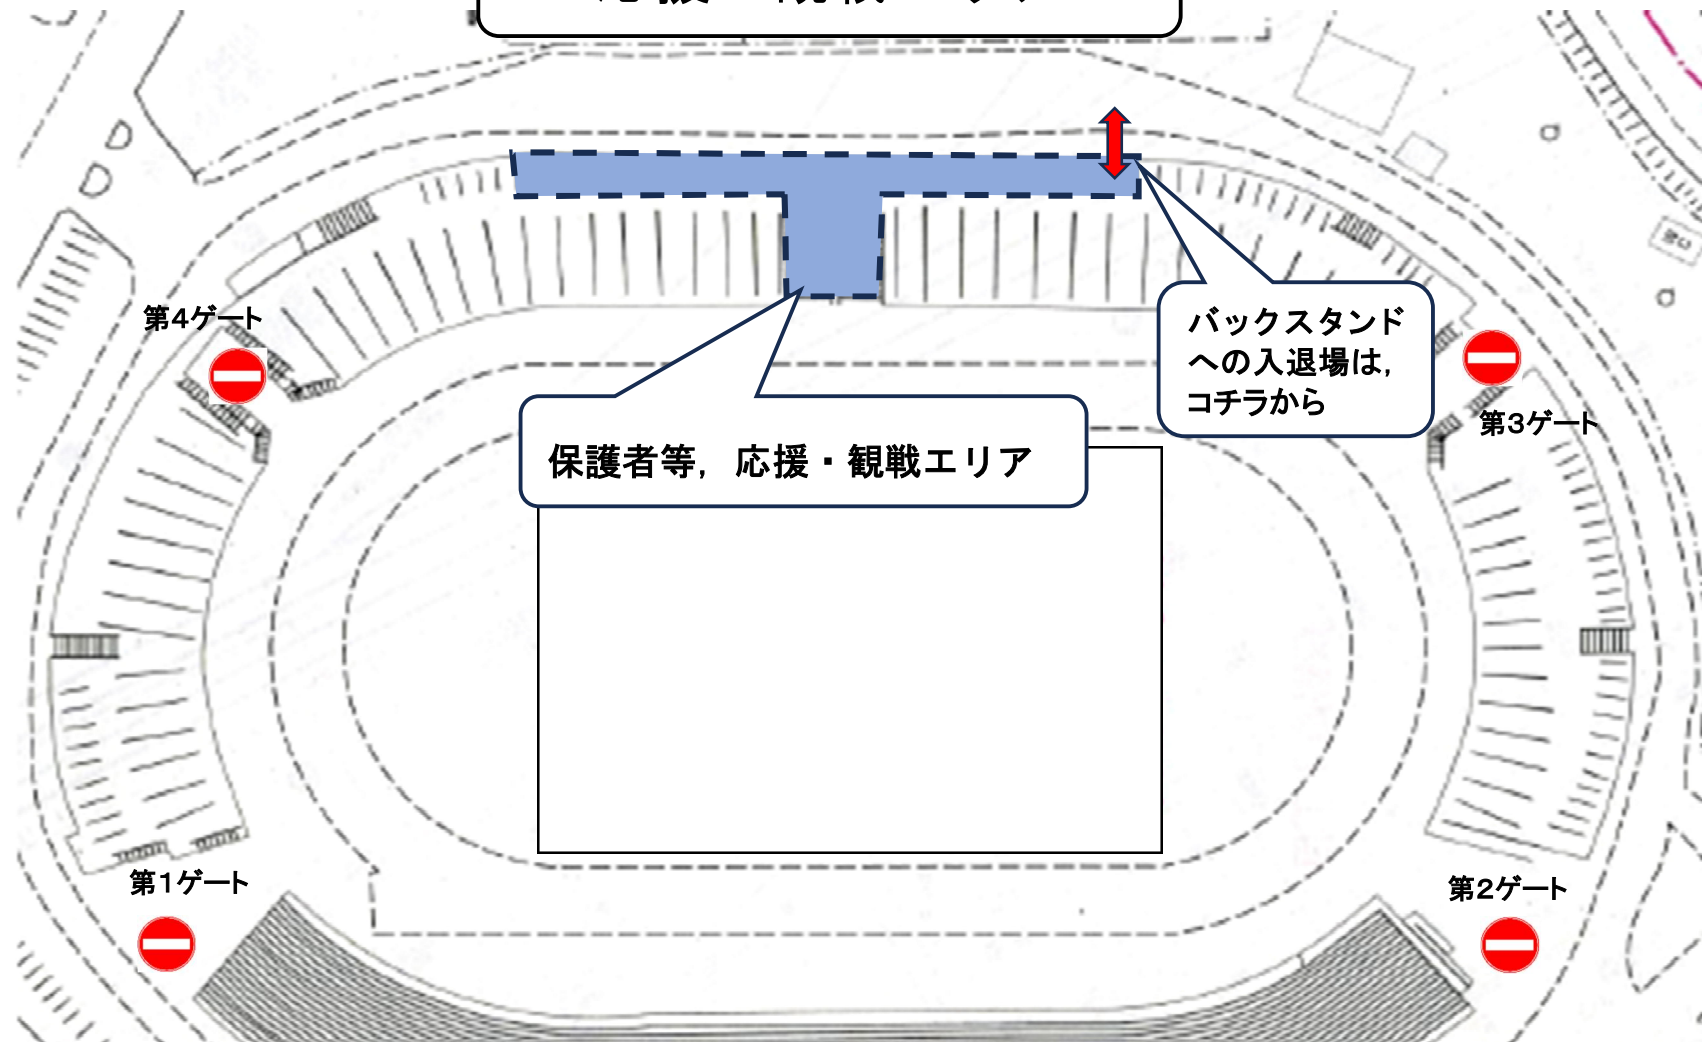 第4ゲート
バックスタンド
への入退場は,
コチラから
第3ゲート
保護者等, 応援・観戦エリア
第1ゲート
第2ゲート